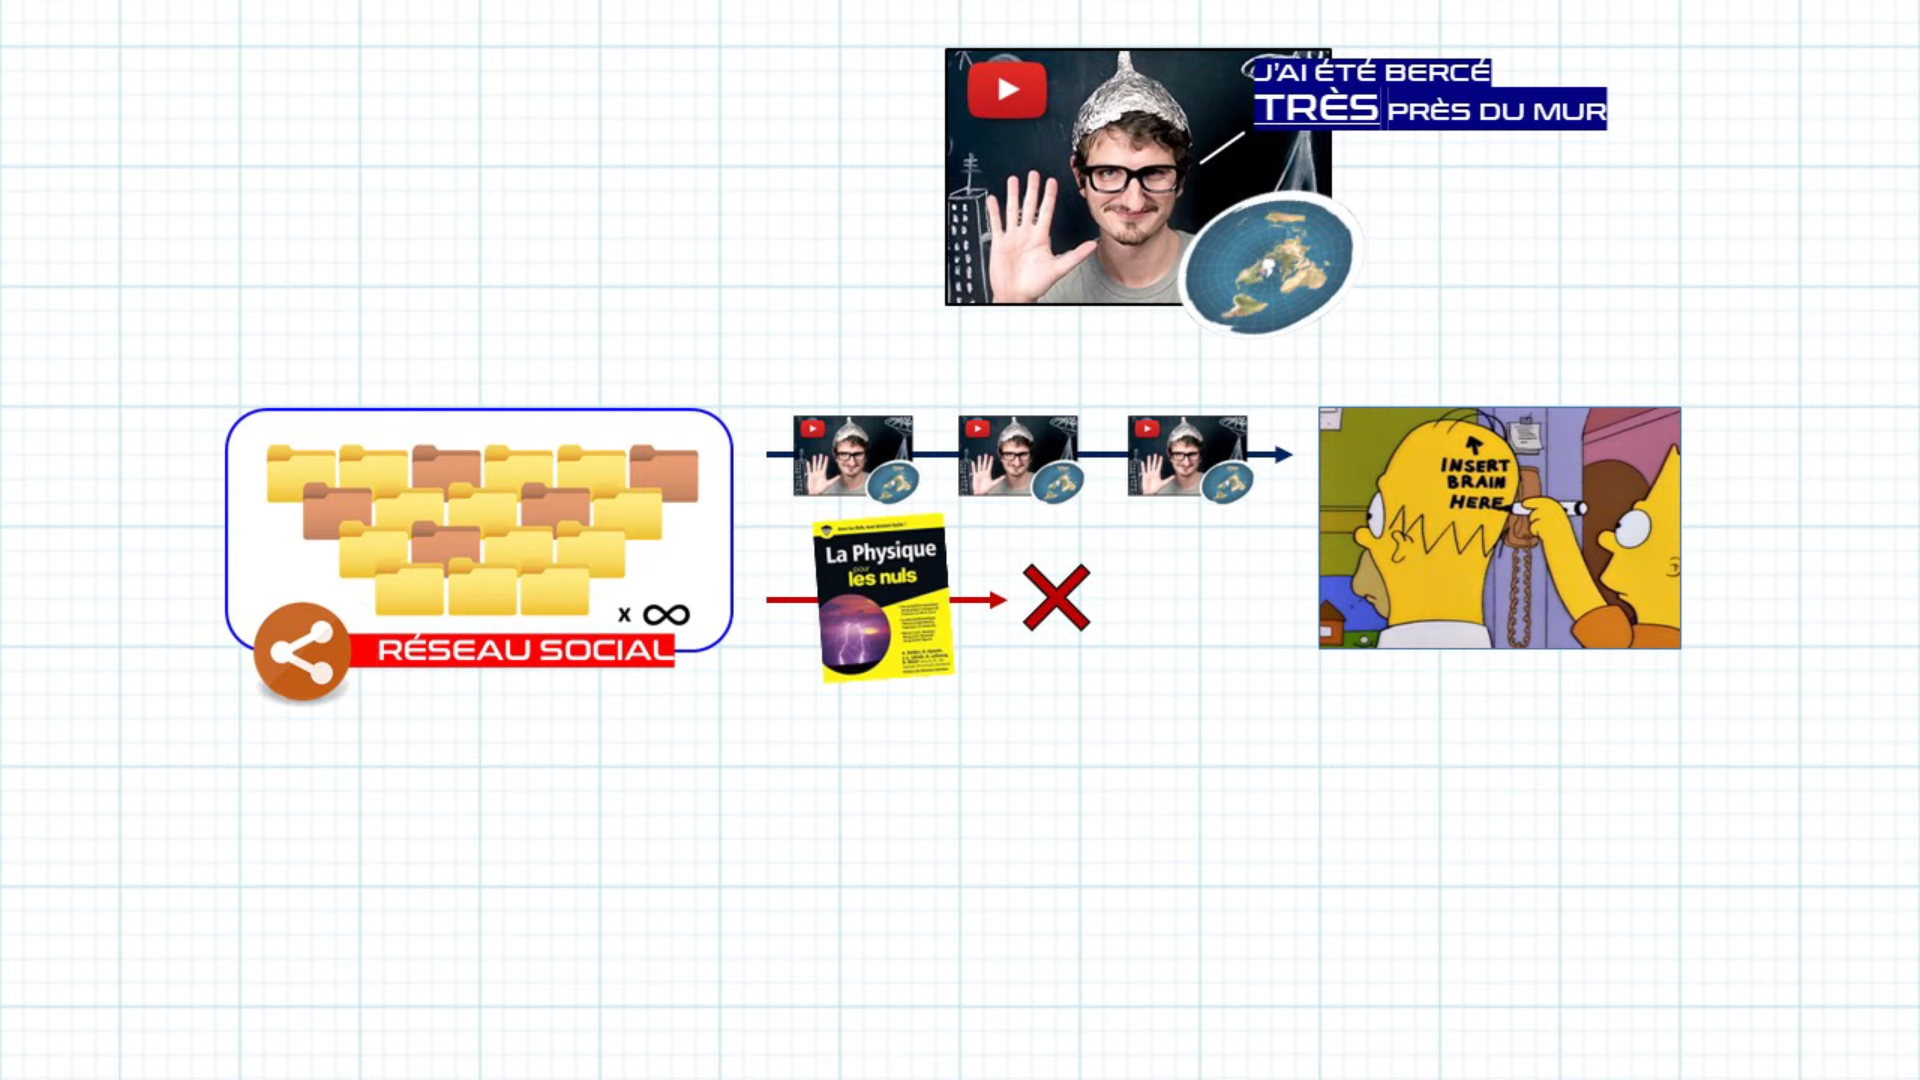 J'AI ÉTÉ BERCÉ
TRÈS PRÈS DU MUR
INSERT
BRAIN
HERE
La Physique
pour
les nuls
x ∞
RÉSEAU SOCIAL